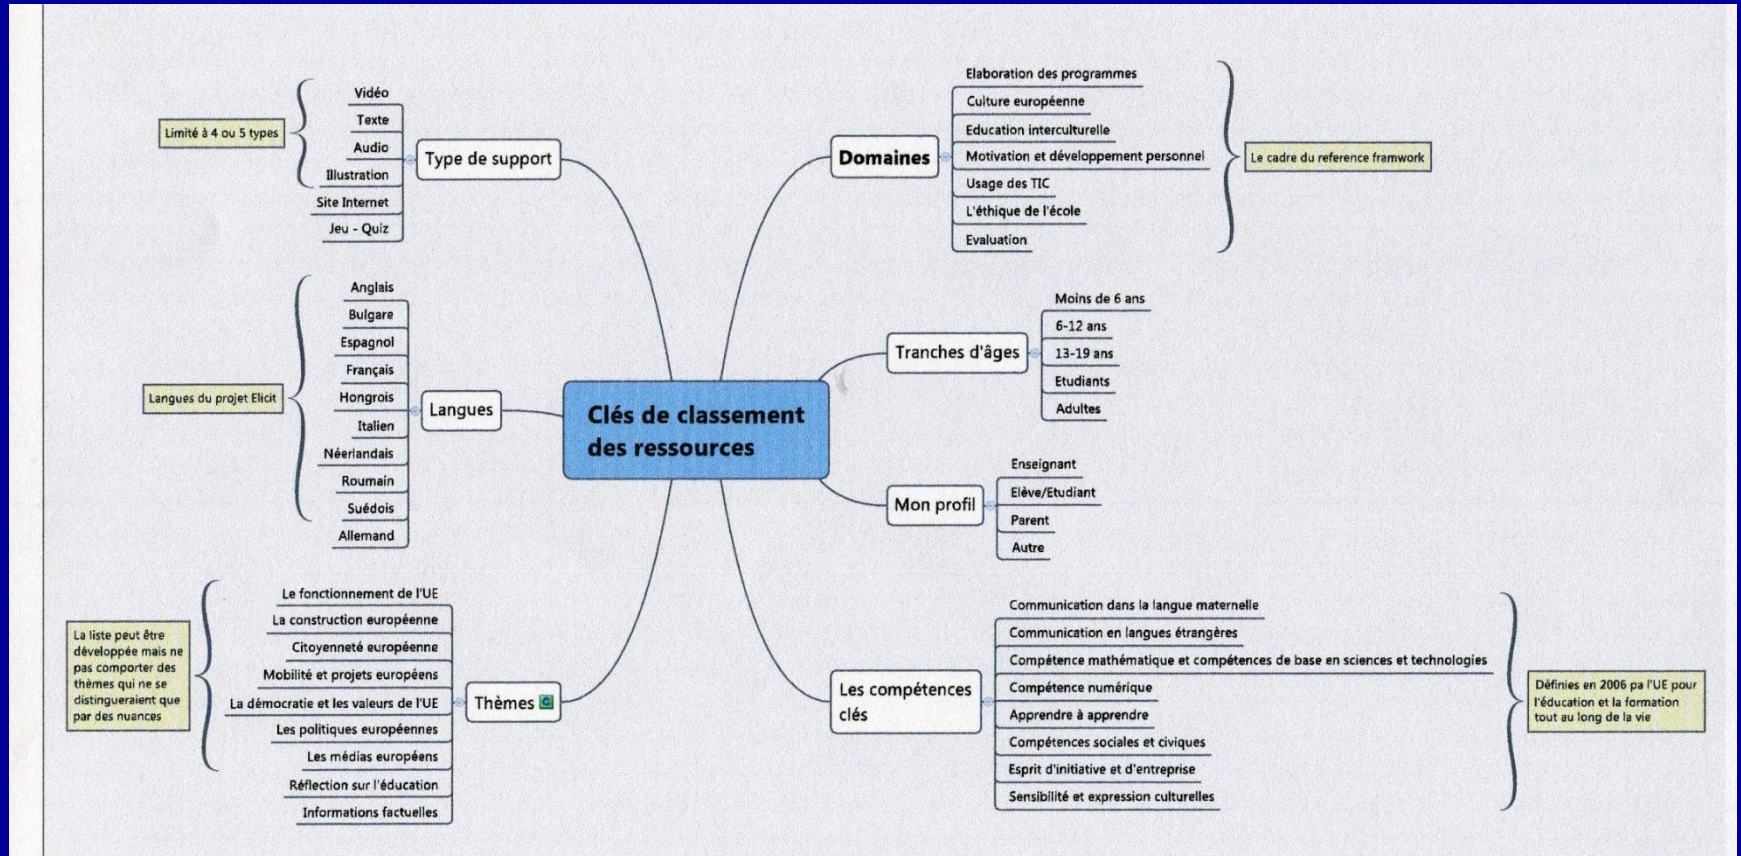 Clés de classement
des ressources
Type de support
Vidéo
Texte
Audio
Illustration
Site Internet
Jeu - Quiz
Limité à 4 ou 5 types
Langues
Anglais
Bulgare
Espagnol
Français
Hongrois
Italien
Néerlandais
Roumain
Suédois
Allemand
Langues du projet Elicit
Thèmes
Le fonctionnement de l'UE
La construction européenne
Citoyenneté européenne
Mobilité et projets européns
La démocratie et les valeurs de l'UE
Les politiques européennes
Les médias européens
Réflection sur l'éducation
Informations factuelles
La liste peut être
développée mais ne
pas comporter des
thèmes qui ne se
distingueraient que
par des nuances
Domaines
Elaboration des programmes
Culture européenne
Education interculturelle
Motivation et développement personnel
Usage des TIC
L'éthique de l'école
Evaluation
Le cadre du reference framwork
Tranches d'âges
Moins de 6 ans
6-12 ans
13-19 ans
Etudiants
Adultes
Mon profil
Enseignant
Elève/Etudiant
Parent
Autre
Les compétences
clés
Communication dans la langue maternelle
Communication en langues étrangères
Compétence mathématique et compétences de base en sciences et technologies
Compétence numérique
Apprendre à apprendre
Compétences sociales et civiques
Esprit d'initiative et d'entreprise
Sensibilité et expression culturelles
Définies en 2006 pa l'UE pour
l'éducation et la formation
tout au long de la vie